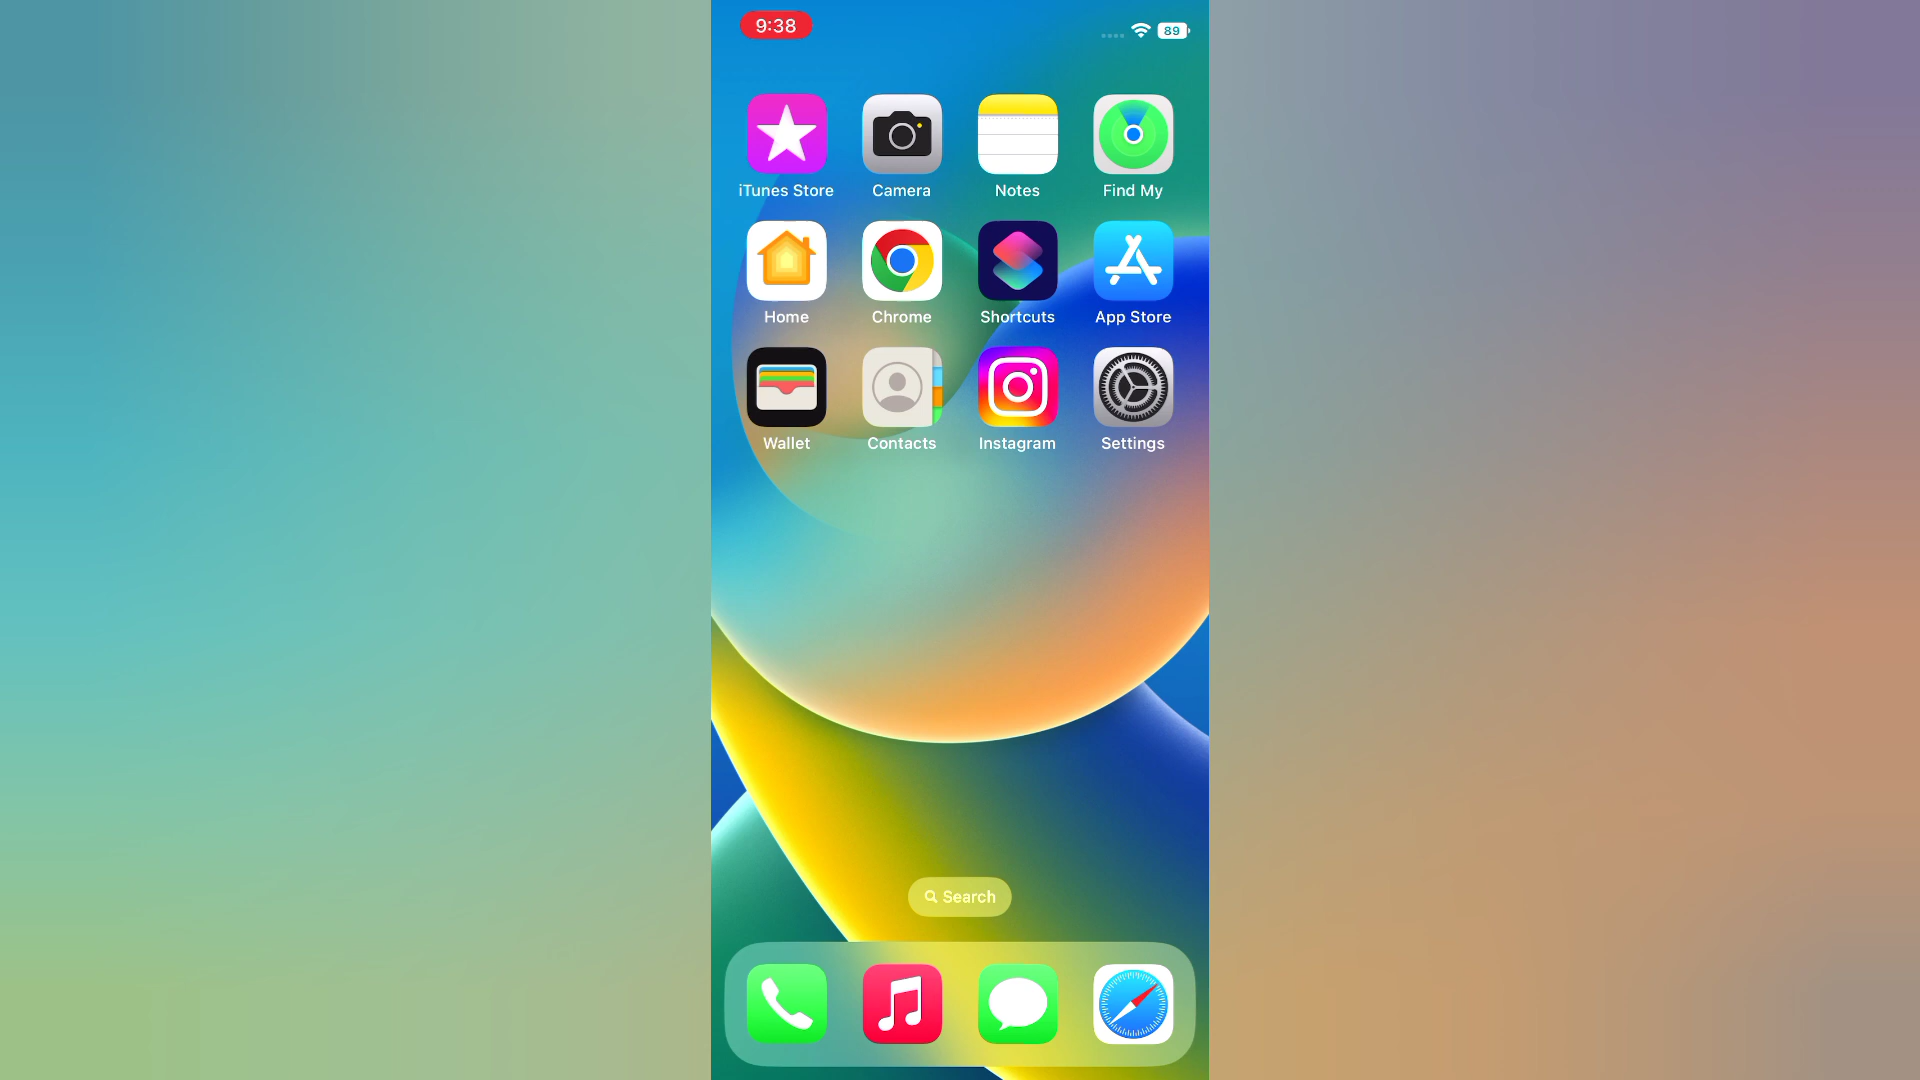 9:38
89
iTunes Store
Camera
Notes
Find My
Home
Chrome
Shortcuts
App Store
Wallet
Contacts
Instagram
Settings
Search